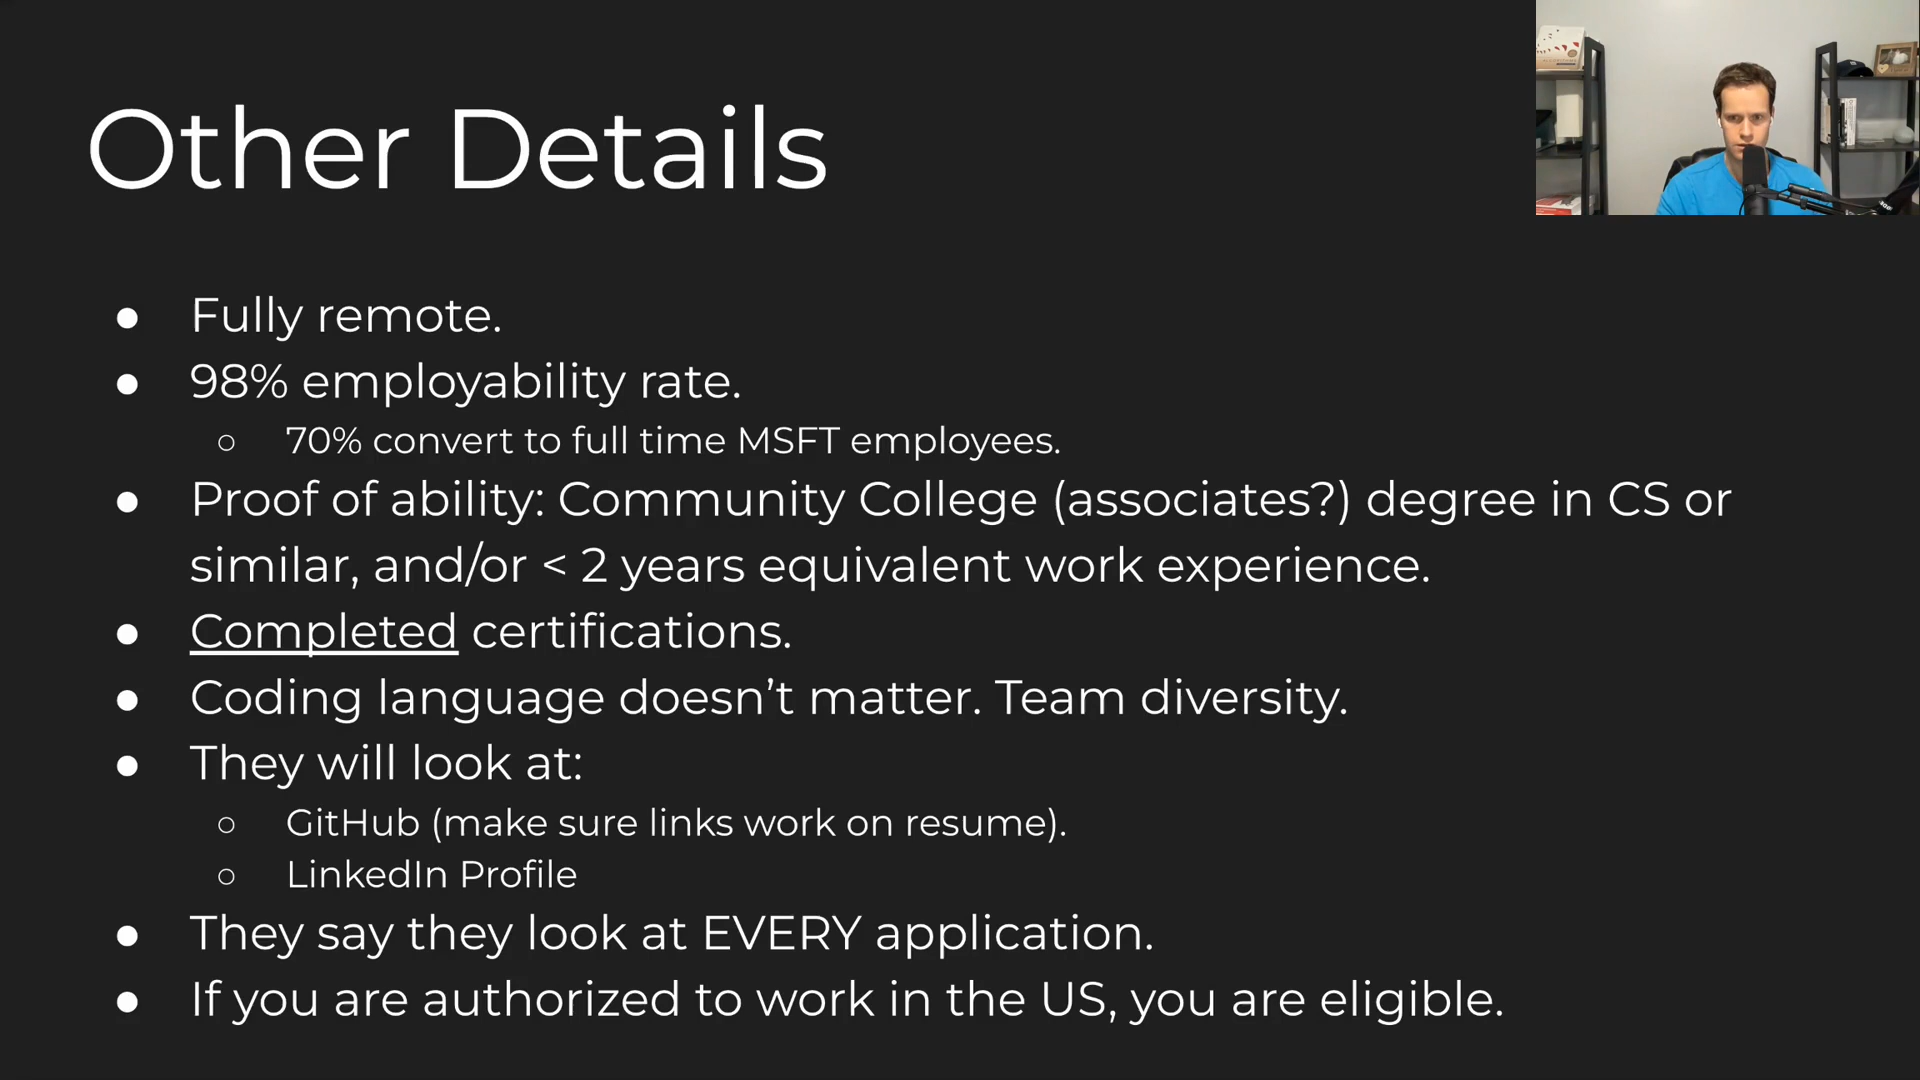 Other Details
● Fully remote.
● 98% employability rate.
○ 70% convert to full time MSFT employees.
● Proof of ability: Community College (associates?) degree in CS or
similar, and/or < 2 years equivalent work experience.
● Completed certifications.
● Coding language doesn’t matter. Team diversity.
● They will look at:
○ GitHub (make sure links work on resume).
○ LinkedIn Profile
● They say they look at EVERY application.
● If you are authorized to work in the US, you are eligible.